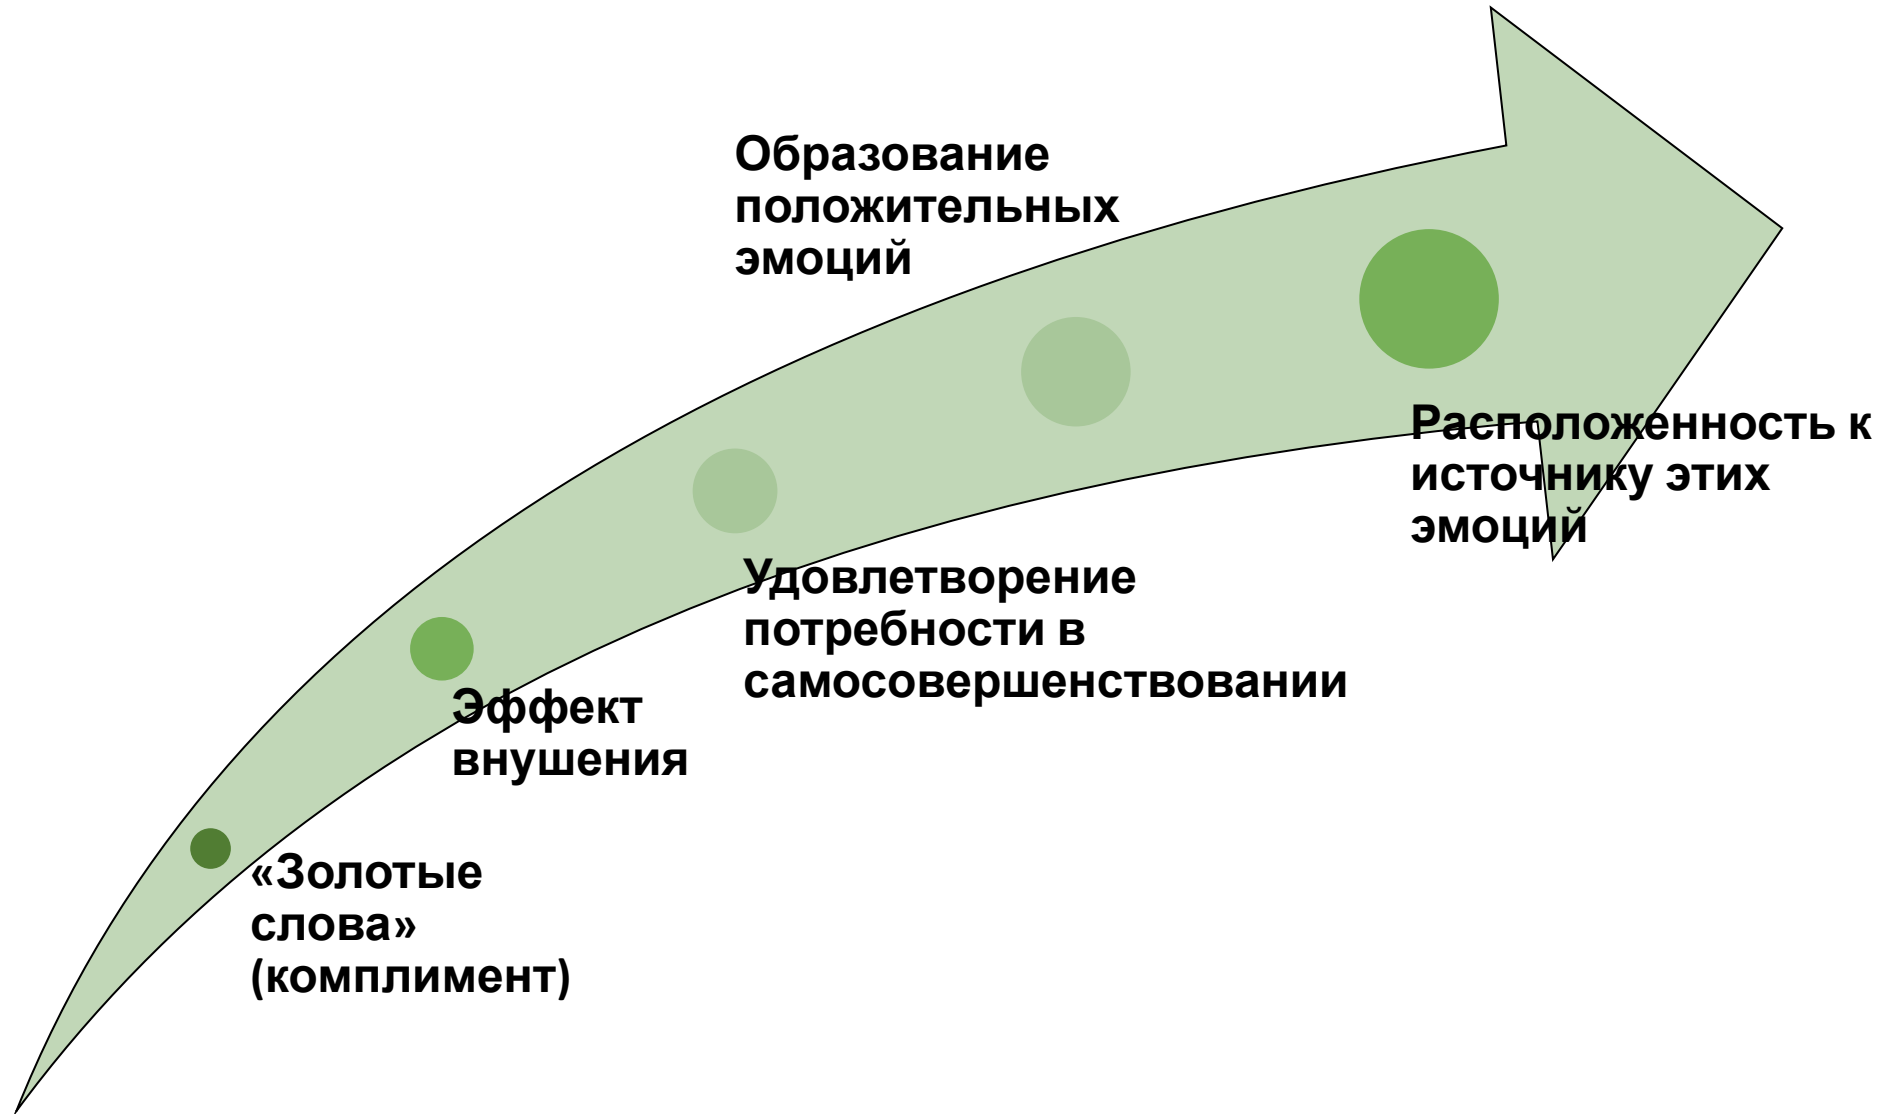 Образование
положительных
эмоций
Расположенность к
источнику этих
эмоций
Удовлетворение
потребности в
самосовершенствовании
Эффект
внушения
«Золотые
слова»
(комплимент)